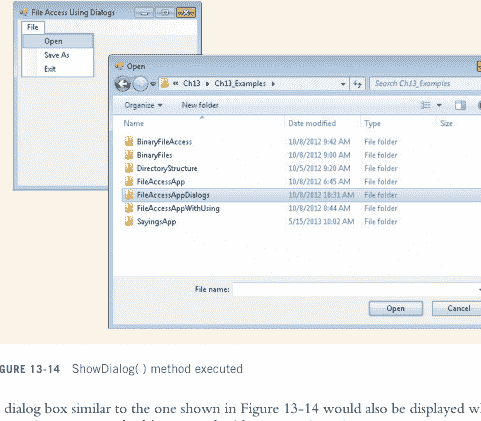 File Access Using Dialogs
File
Open
Save As
Exit
Open
« Ch13 ▸ Ch13_Examples ▸
Search Ch13_Examples
Organize ▾ New folder
Name Date modified Type Size
BinaryFileAccess 10/8/2012 9:42 AM File folder
BinaryFiles 10/8/2012 9:00 AM File folder
DirectoryStructure 10/5/2012 9:20 AM File folder
FileAccessApp 10/8/2012 6:45 AM File folder
FileAccessAppDialogs 10/8/2012 10:31 AM File folder
FileAccessAppWithUsing 10/8/2012 8:44 AM File folder
SayingsApp 5/15/2013 10:02 AM File folder
File name:
Open Cancel
GURE 13-14 ShowDialog( ) method executed
dialog box similar to the one shown in Figure 13-14 would also be displayed w